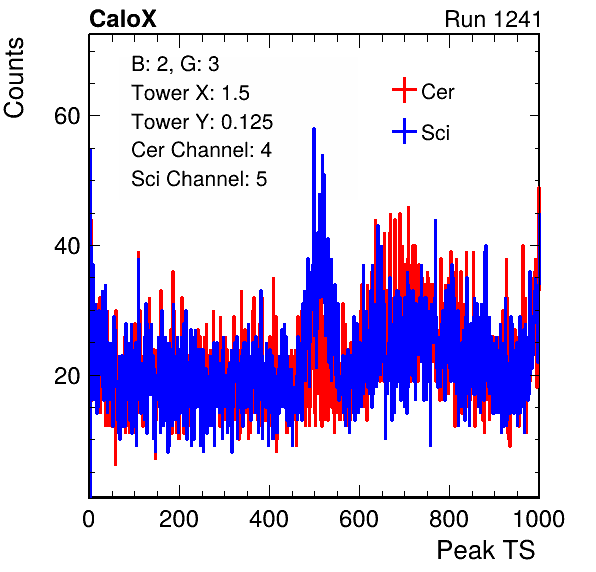 CaloX Run 1241
Counts
B: 2, G: 3
Tower X: 1.5
Tower Y: 0.125
Cer Channel: 4
Sci Channel: 5
Cer
Sci
60
40
20
0 200 400 600 800 1000
Peak TS